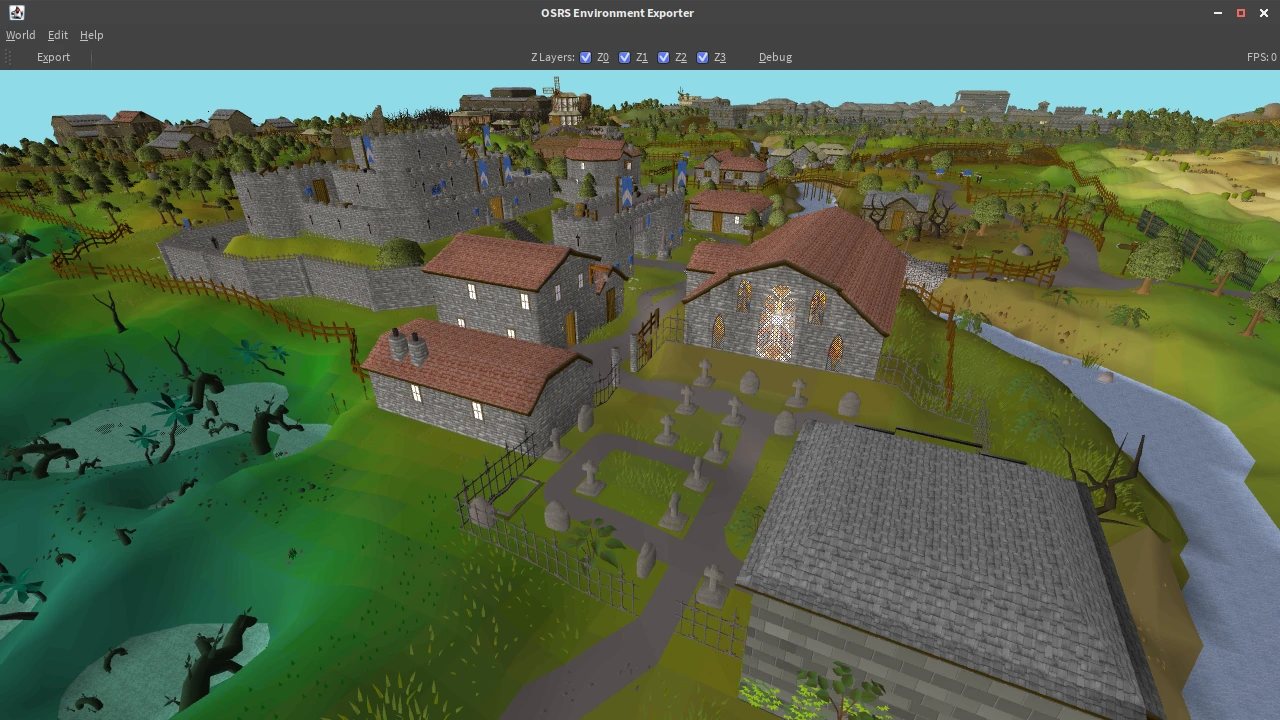 OSRS Environment Exporter
World Edit Help
Export Z Layers: Z0 Z1 Z2 Z3 Debug FPS: 0